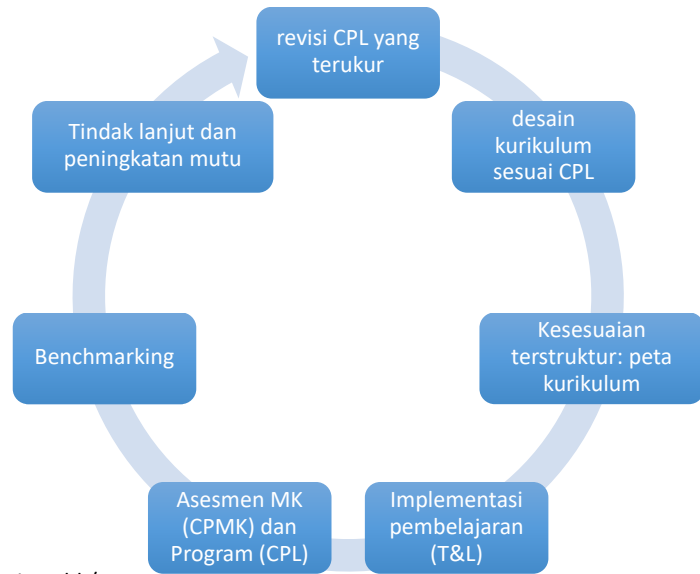 revisi CPL yang
terukur
desain
kurikulum
sesuai CPL
Kesesuaian
terstruktur: peta
kurikulum
Implementasi
pembelajaran
(T&L)
Asesmen MK
(CPMK) dan
Program (CPL)
Benchmarking
Tindak lanjut dan
peningkatan mutu